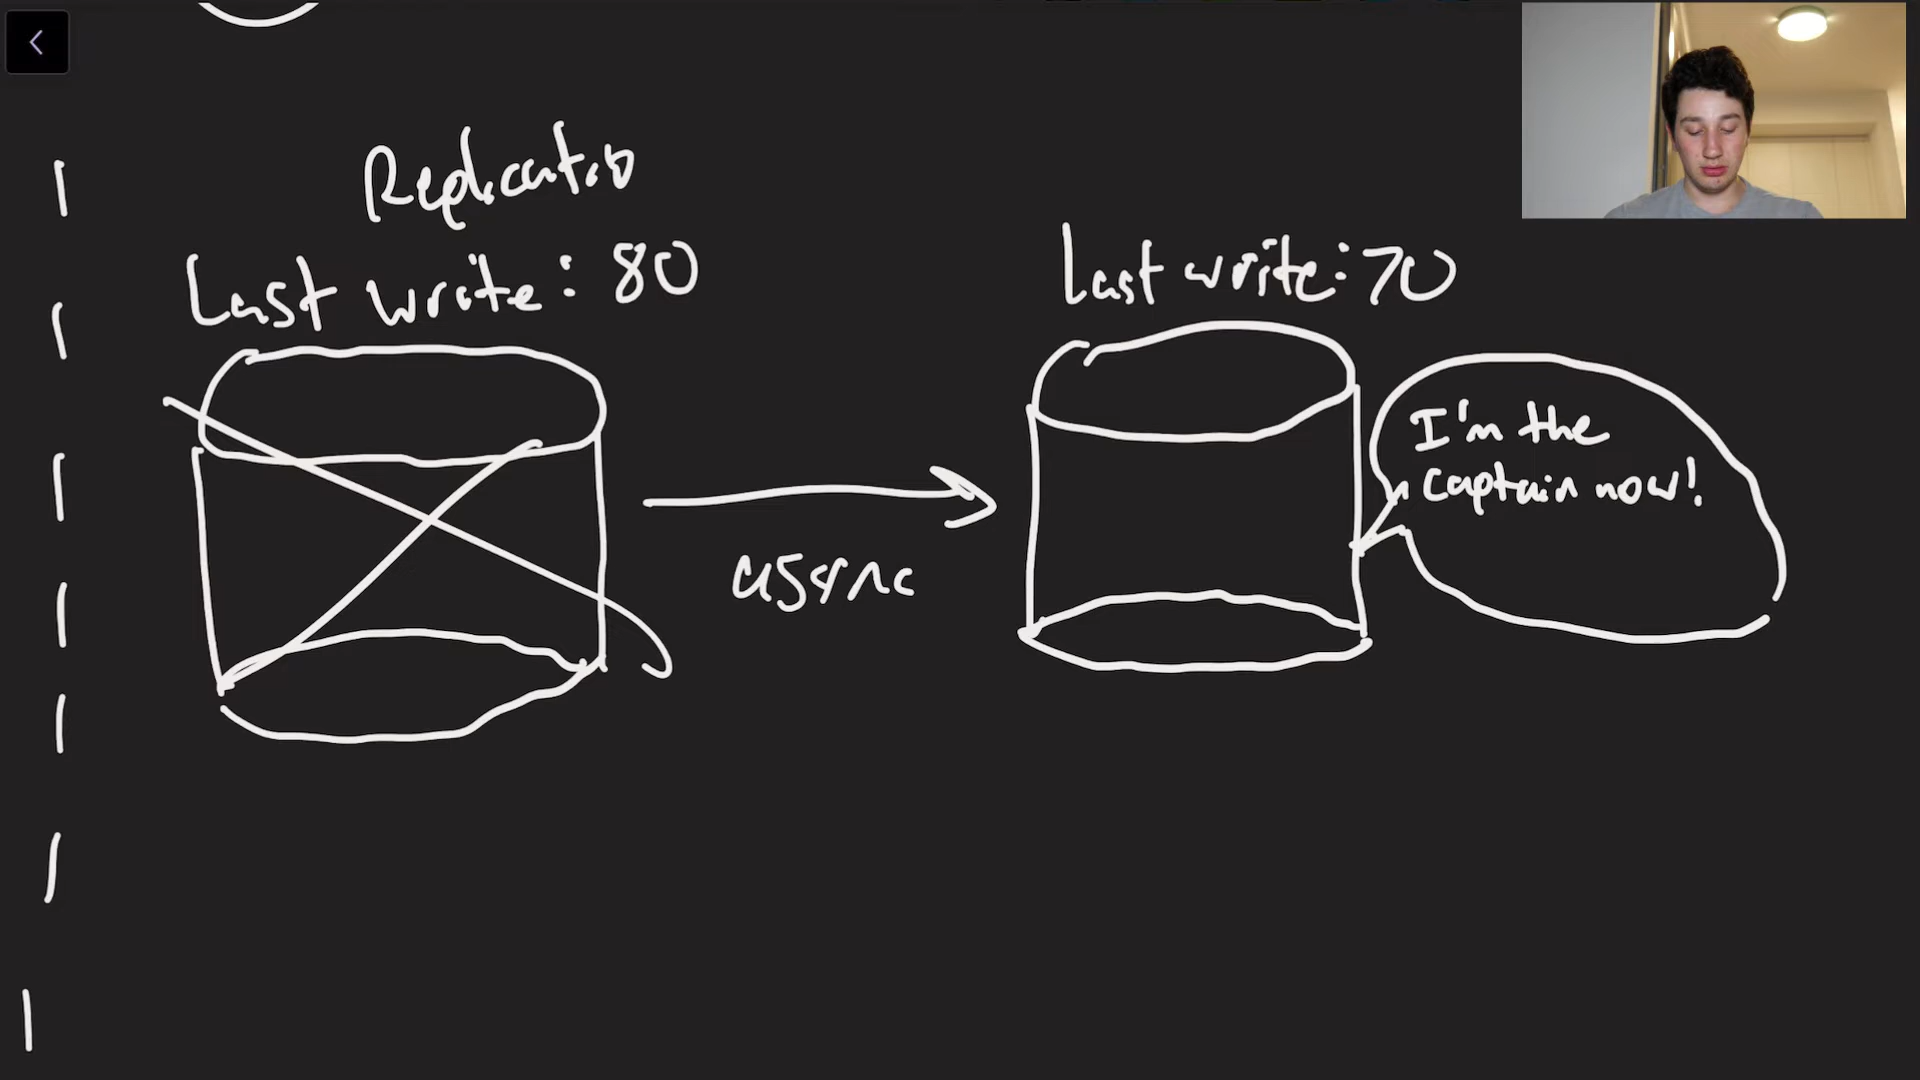 Replication
Last write: 80
Last write: 70
I'm the
captain now!
async